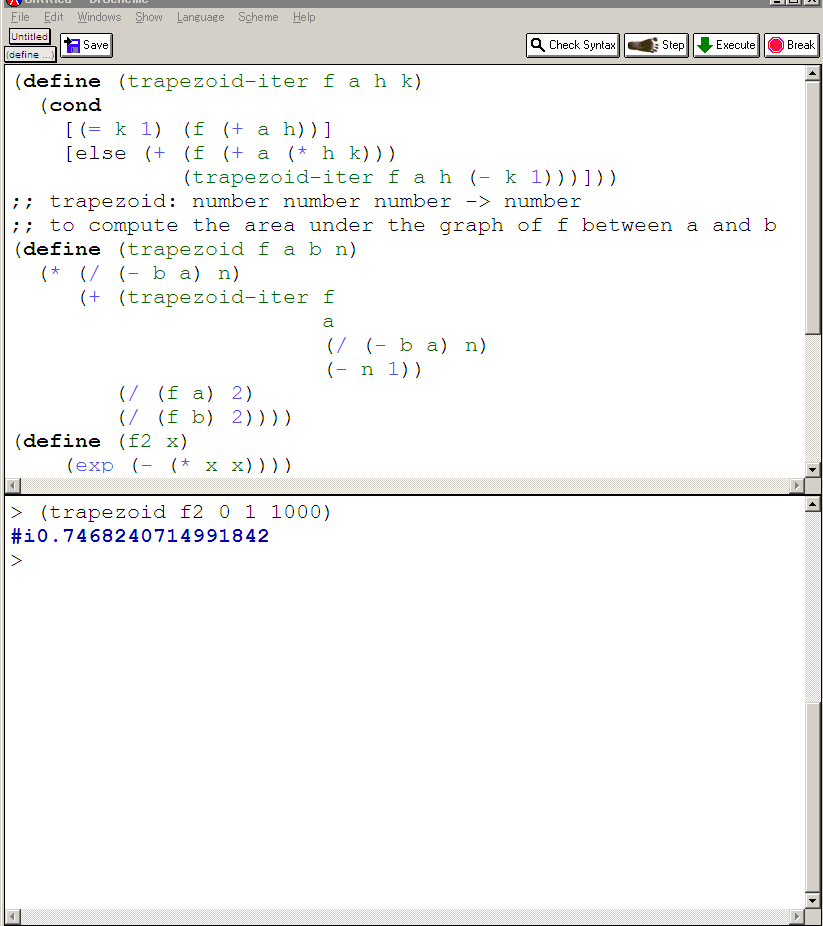 Untitled - DrScheme
File Edit Windows Show Language Scheme Help
Untitled
(define ...)
Save
Check Syntax
Step
Execute
Break
(define (trapezoid-iter f a h k)
  (cond
    [(= k 1) (f (+ a h))]
    [else (+ (f (+ a (* h k)))
             (trapezoid-iter f a h (- k 1)))]))
;; trapezoid: number number number -> number
;; to compute the area under the graph of f between a and b
(define (trapezoid f a b n)
  (* (/ (- b a) n)
     (+ (trapezoid-iter f
                        a
                        (/ (- b a) n)
                        (- n 1))
        (/ (f a) 2)
        (/ (f b) 2))))
(define (f2 x)
    (exp (- (* x x))))
> (trapezoid f2 0 1 1000)
#i0.7468240714991842
>